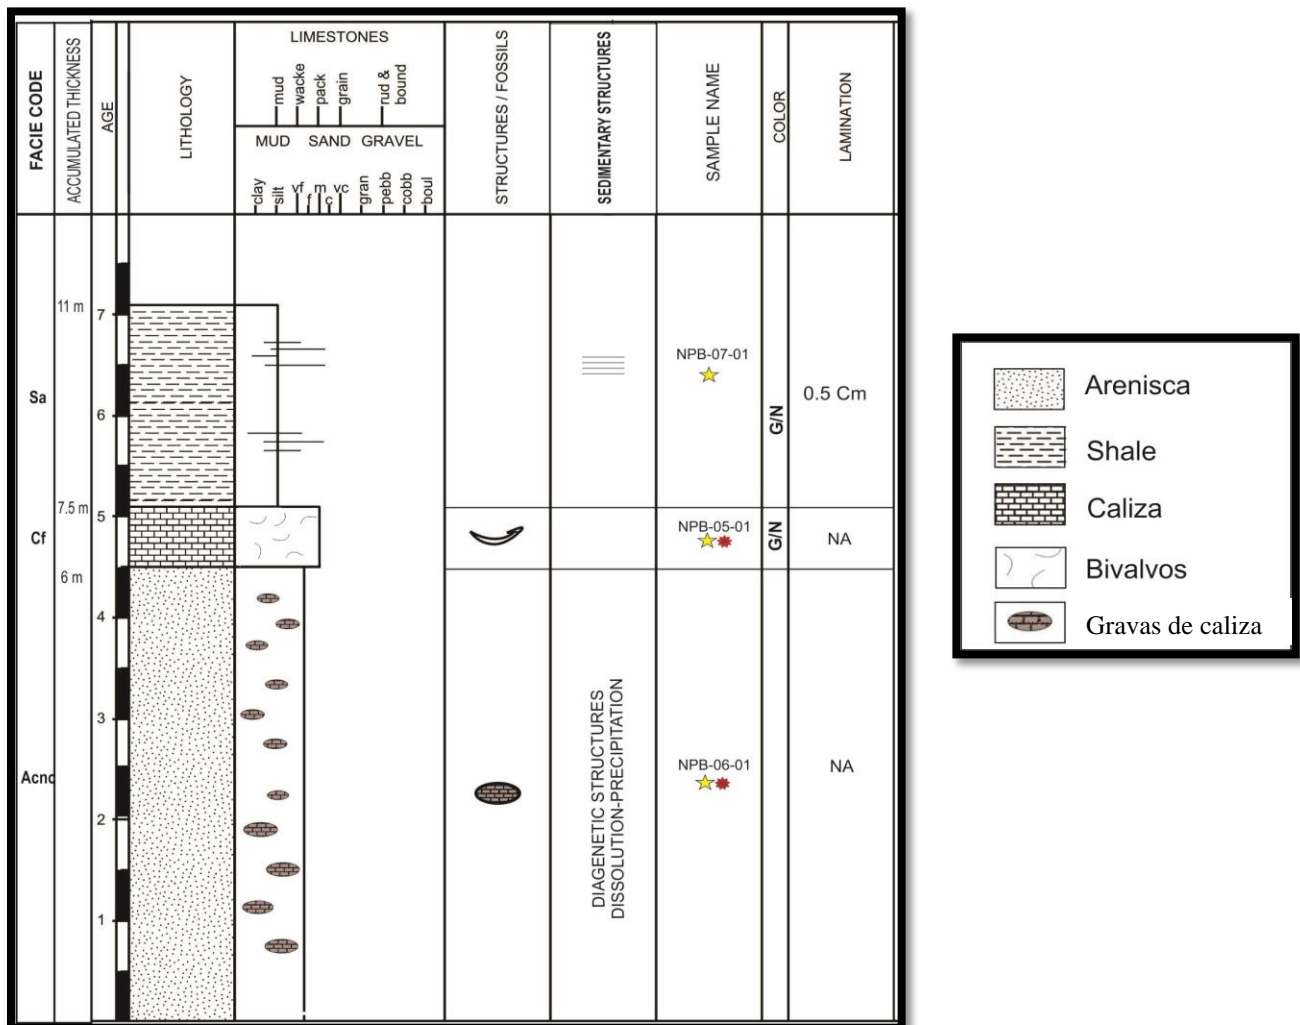 FACIE CODE
ACCUMULATED THICKNESS
AGE
LITHOLOGY
LIMESTONES
mud
wacke
pack
grain
rud &
bound
MUD SAND GRAVEL
clay
silt
vf
f
m
c
vc
gran
pebb
cobb
boul
STRUCTURES / FOSSILS
SEDIMENTARY STRUCTURES
SAMPLE NAME
COLOR
LAMINATION
11 m
7
NPB-07-01
Sa
6
G/N
0.5 Cm
7.5 m
5
Cf
NPB-05-01
G/N
NA
6 m
4
3
Acnc
2
1
DIAGENETIC STRUCTURES
DISSOLUTION-PRECIPITATION
NPB-06-01
NA
Arenisca
Shale
Caliza
Bivalvos
Gravas de caliza